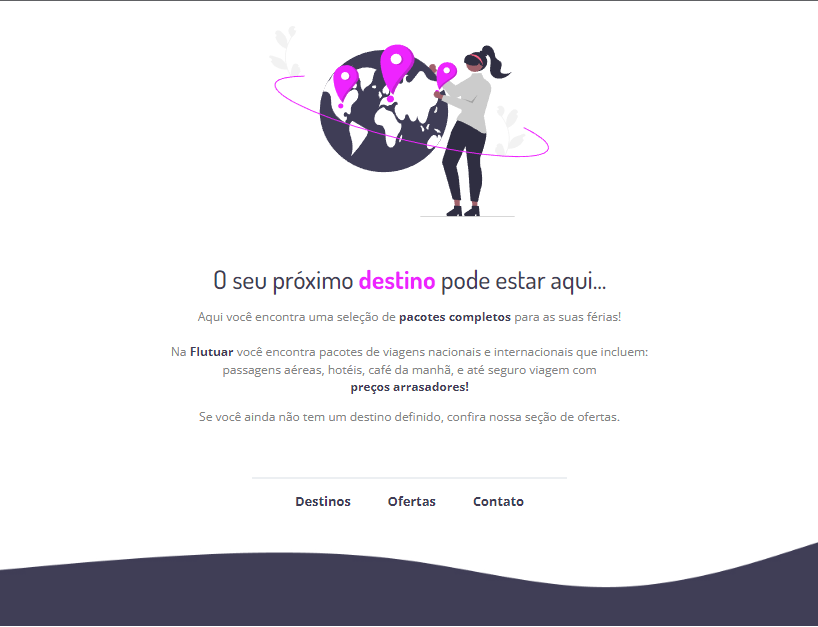 O seu próximo destino pode estar aqui...
Aqui você encontra uma seleção de pacotes completos para as suas férias!
Na Flutuar você encontra pacotes de viagens nacionais e internacionais que incluem:
passagens aéreas, hotéis, café da manhã, e até seguro viagem com
preços arrasadores!
Se você ainda não tem um destino definido, confira nossa seção de ofertas.
Destinos Ofertas Contato